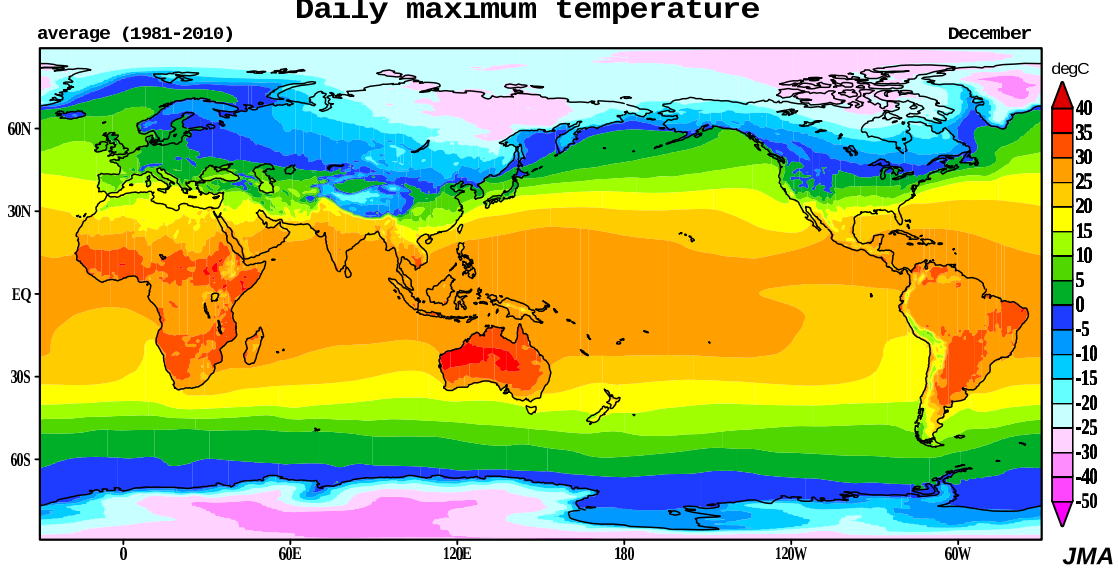 Daily maximum temperature
average (1981-2010) December
degC
40
35
30
25
20
15
10
5
0
-5
-10
-15
-20
-25
-30
-40
-50
60N
30N
EQ
30S
60S
0 60E 120E 180 120W 60W
JMA